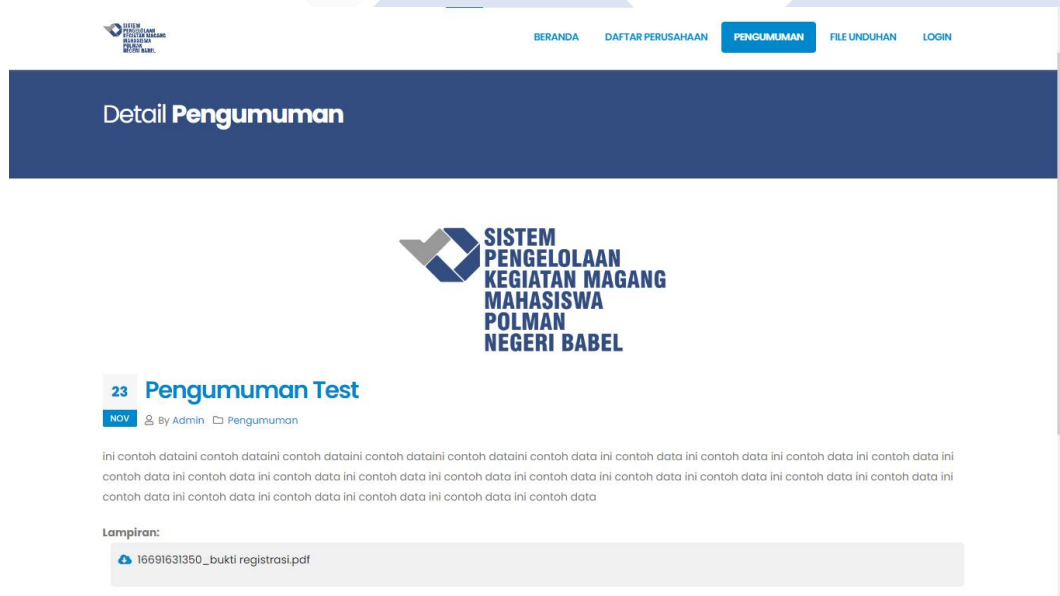 SISTEM
PENGELOLAAN
KEGIATAN MAGANG
MAHASISWA
POLMAN
NEGERI BABEL
BERANDA DAFTAR PERUSAHAAN PENGUMUMAN FILE UNDUHAN LOGIN
Detail Pengumuman
SISTEM
PENGELOLAAN
KEGIATAN MAGANG
MAHASISWA
POLMAN
NEGERI BABEL
23 Pengumuman Test
NOV By Admin Pengumuman
ini contoh dataini contoh dataini contoh dataini contoh dataini contoh dataini contoh data ini contoh data ini contoh data ini contoh data ini contoh data ini
contoh data ini contoh data ini contoh data ini contoh data ini contoh data ini contoh data ini contoh data ini contoh data ini contoh data ini contoh data ini
contoh data ini contoh data ini contoh data ini contoh data ini contoh data ini contoh data
Lampiran:
16691631350_bukti registrasi.pdf